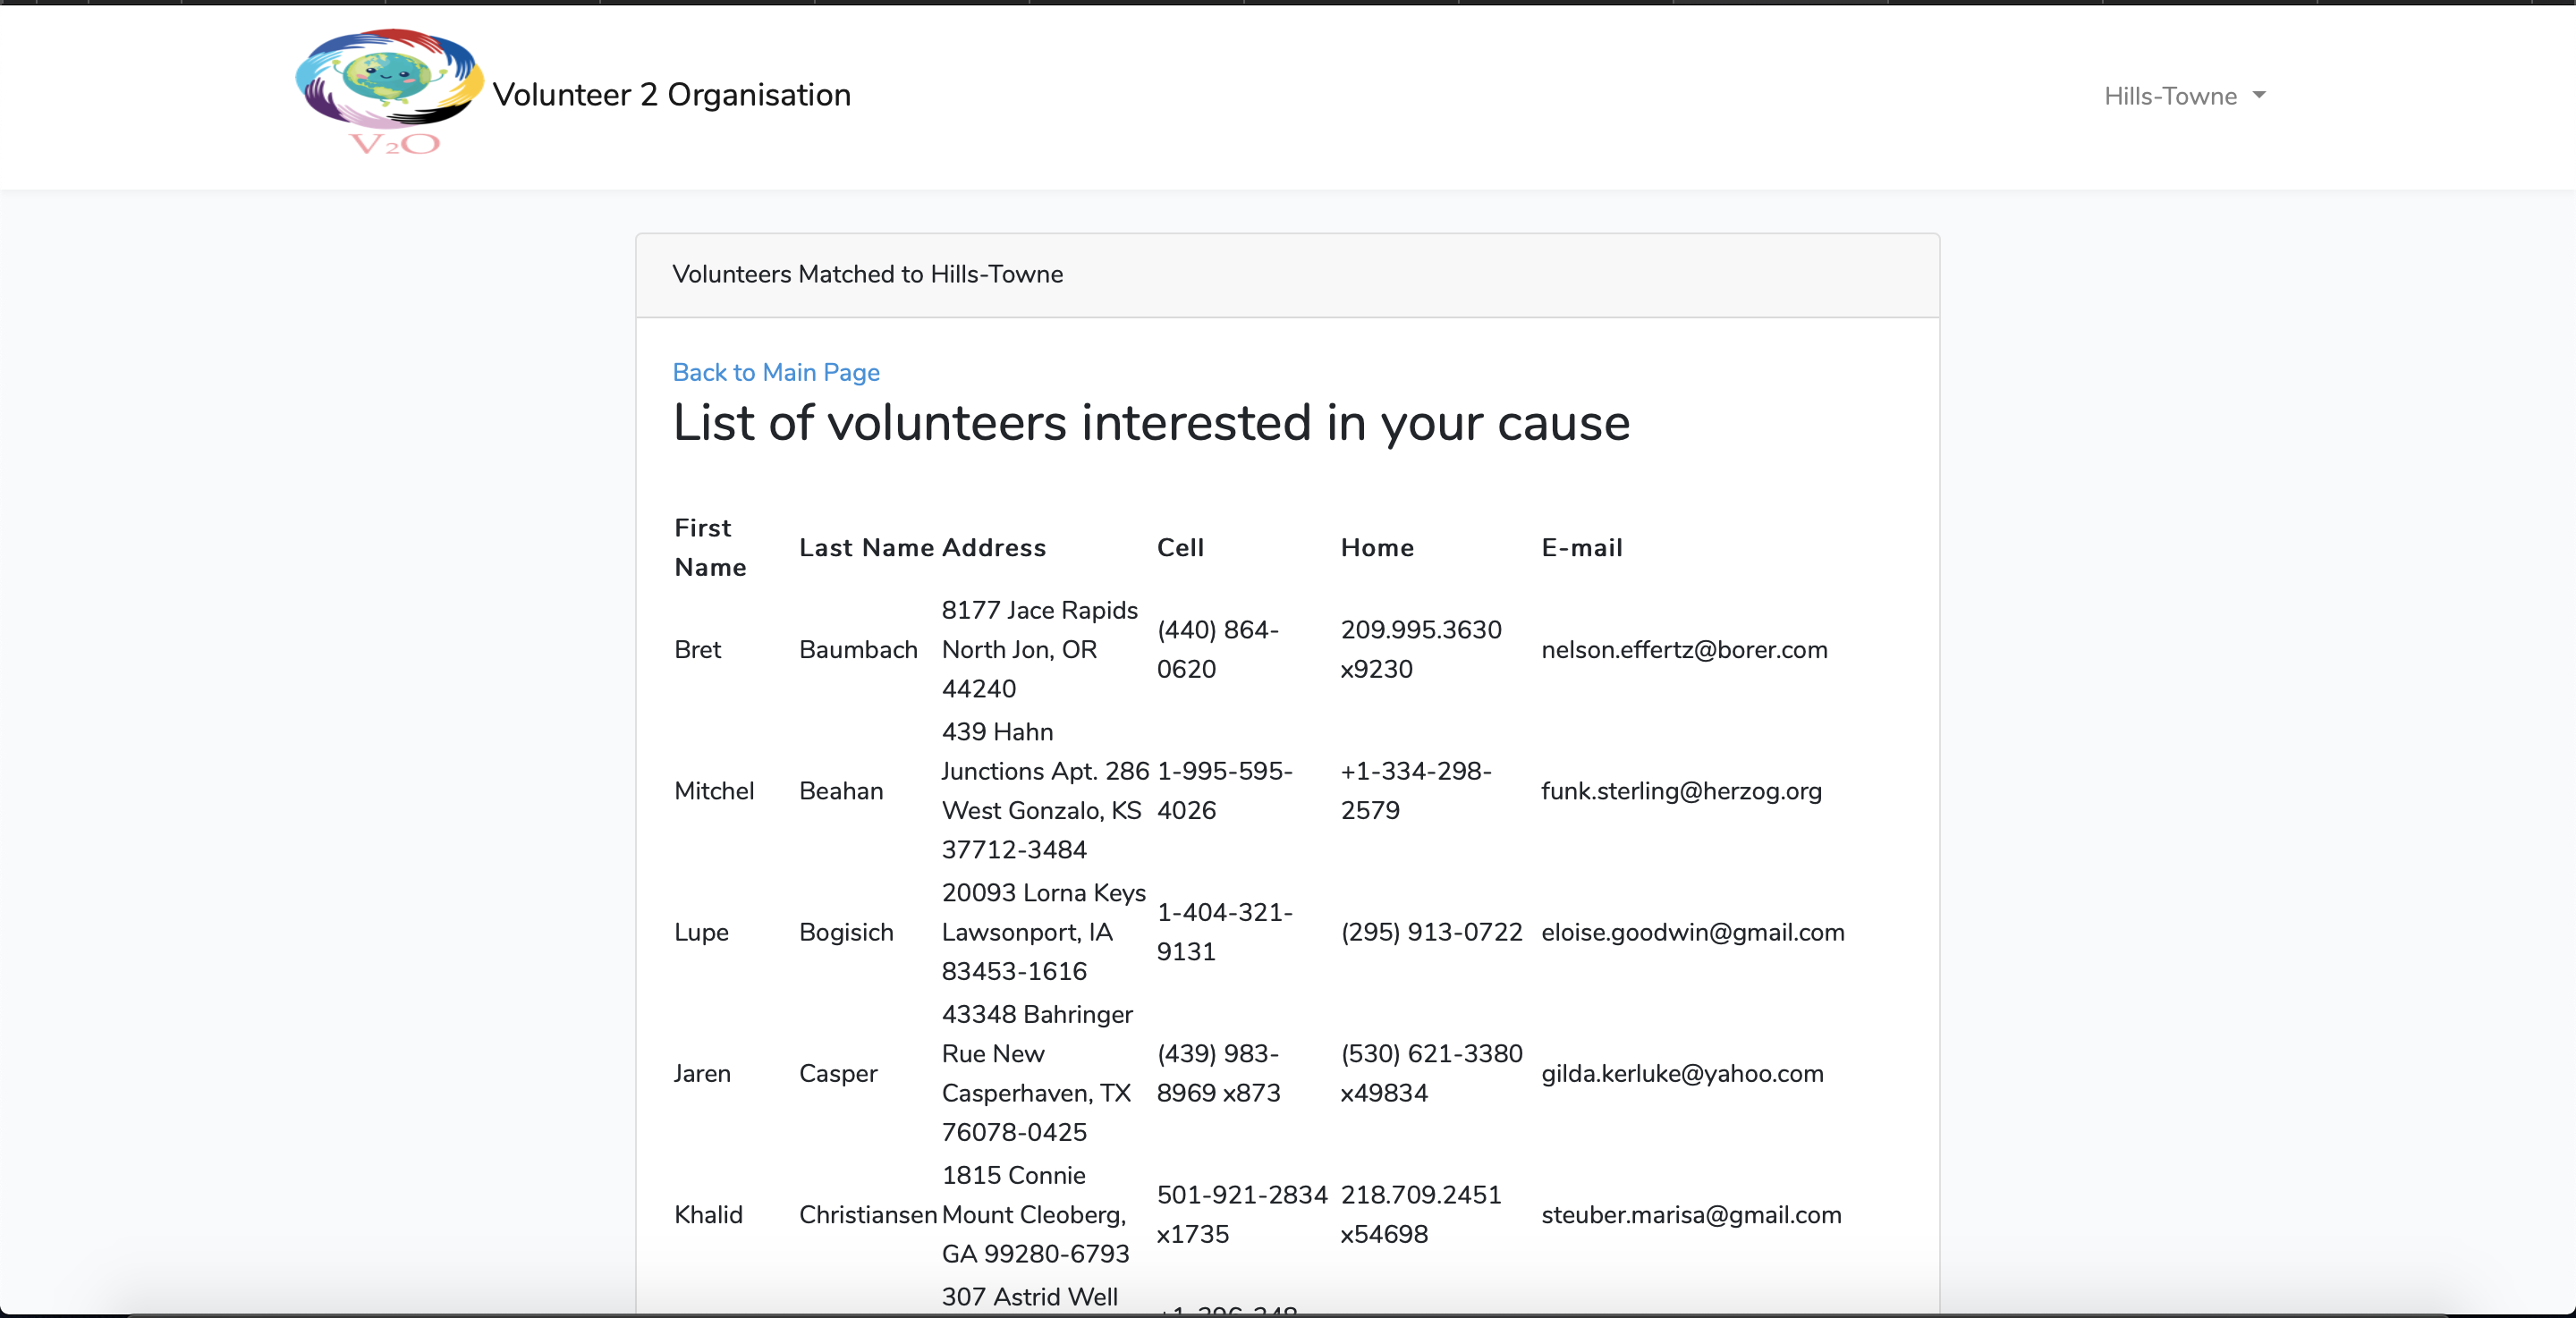 V2O
Volunteer 2 Organisation
Hills-Towne
Volunteers Matched to Hills-Towne
Back to Main Page
List of volunteers interested in your cause
First Name Last Name Address Cell Home E-mail
Bret Baumbach 8177 Jace Rapids North Jon, OR 44240 (440) 864-0620 209.995.3630 x9230 nelson.effertz@borer.com
Mitchel Beahan 439 Hahn Junctions Apt. 286 West Gonzalo, KS 37712-3484 1-995-595-4026 +1-334-298-2579 funk.sterling@herzog.org
Lupe Bogisich 20093 Lorna Keys Lawsonport, IA 83453-1616 1-404-321-9131 (295) 913-0722 eloise.goodwin@gmail.com
Jaren Casper 43348 Bahringer Rue New Casperhaven, TX 76078-0425 (439) 983-8969 x873 (530) 621-3380 x49834 gilda.kerluke@yahoo.com
Khalid Christiansen 1815 Connie Mount Cleoberg, GA 99280-6793 501-921-2834 x1735 218.709.2451 x54698 steuber.marisa@gmail.com
307 Astrid Well